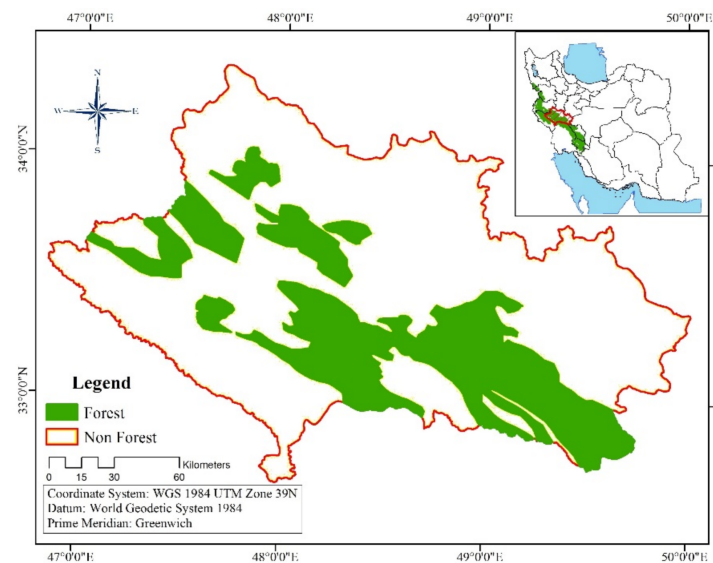 47°0'0"E 48°0'0"E 49°0'0"E 50°0'0"E
N
W E
S
34°0'0"N
33°0'0"N
Legend
Forest
Non Forest
Kilometers
0 15 30 60
Coordinate System: WGS 1984 UTM Zone 39N
Datum: World Geodetic System 1984
Prime Meridian: Greenwich
47°0'0"E 48°0'0"E 49°0'0"E 50°0'0"E